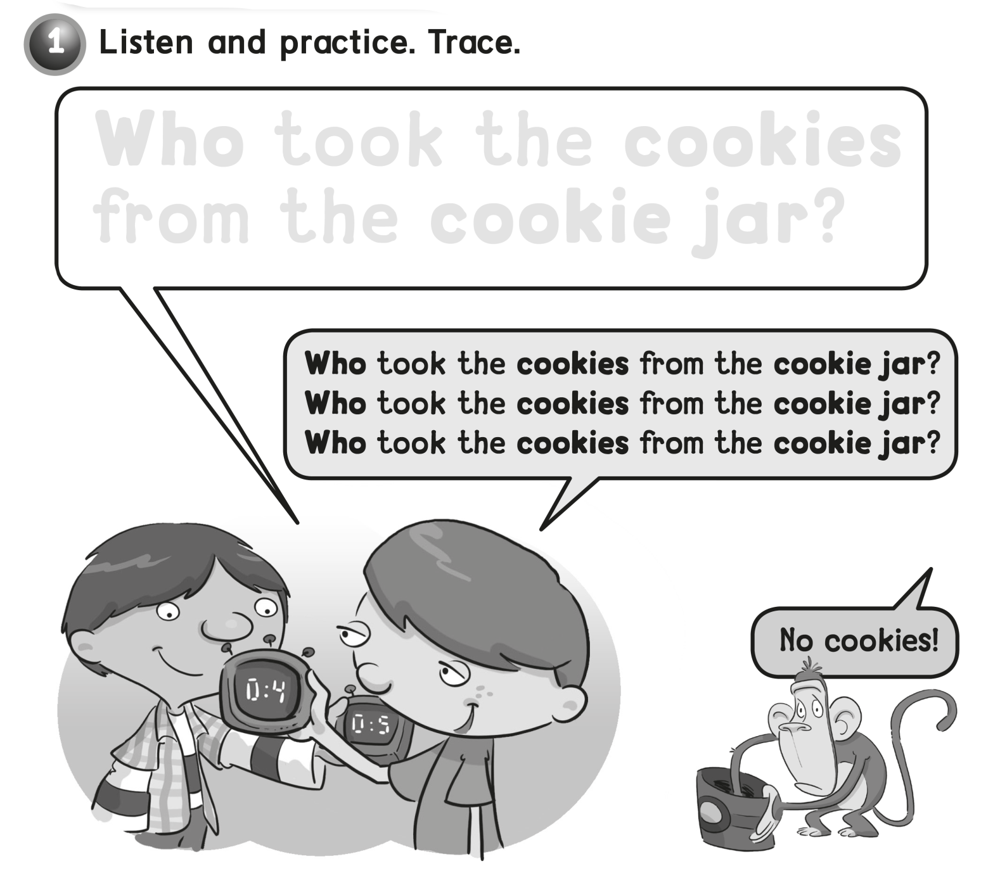 1 Listen and practice. Trace.
Who took the cookies
from the cookie jar?
Who took the cookies from the cookie jar?
Who took the cookies from the cookie jar?
Who took the cookies from the cookie jar?
No cookies!
0:4
0:5